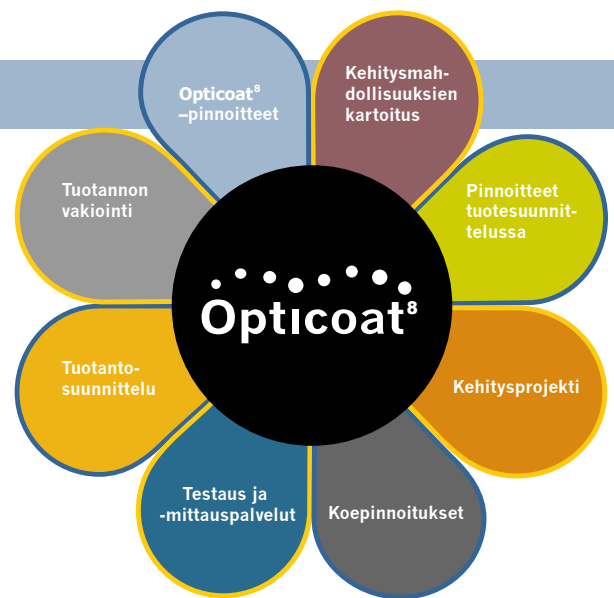 Opticoat⁸
–pinnoitteet
Kehitysmah-
dollisuuksien
kartoitus
Pinnoitteet
tuotesuunnit-
telussa
Kehitysprojekti
Koepinnoitukset
Testaus ja
-mittauspalvelut
Tuotanto-
suunnittelu
Tuotannon
vakiointi
Opticoat⁸